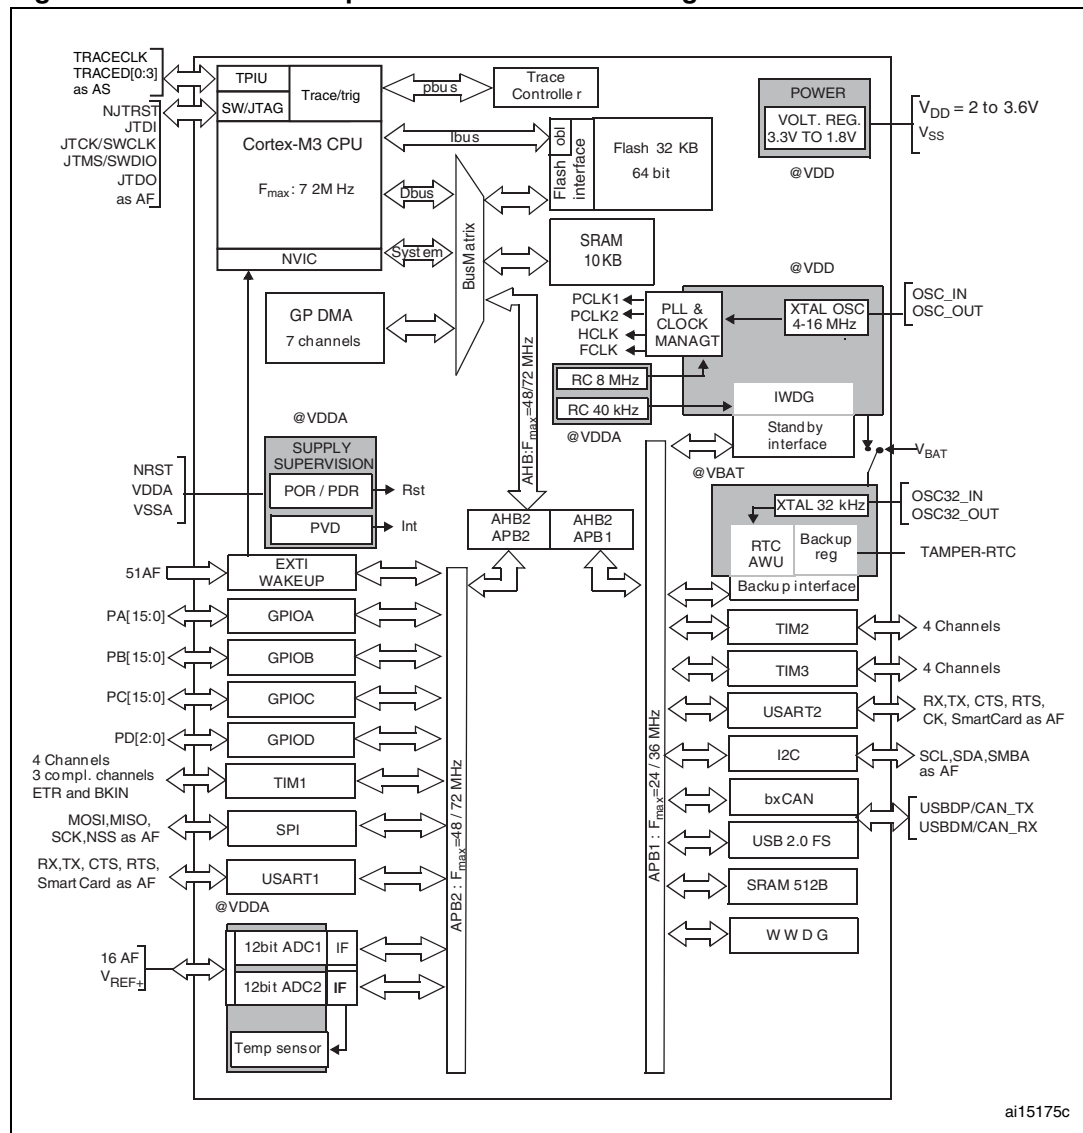 TRACECLK
TRACED[0:3]
as AS
NJTRST
JTDI
JTCK/SWCLK
JTMS/SWDIO
JTDO
as AF
TPIU
SW/JTAG
Trace/trig
Cortex-M3 CPU
Fmax: 7 2M Hz
NVIC
pbus
Ibus
Dbus
System
BusMatrix
Trace
Controller
Flash
interface
obl
Flash 32 KB
64 bit
SRAM
10KB
POWER
VOLT. REG.
3.3V TO 1.8V
@VDD
VDD = 2 to 3.6V
VSS
GP DMA
7 channels
AHB:Fmax=48/72 MHz
PCLK1
PCLK2
HCLK
FCLK
PLL &
CLOCK
MANAGT
@VDD
XTAL OSC
4-16 MHz
OSC_IN
OSC_OUT
RC 8 MHz
RC 40 kHz
@VDDA
IWDG
Standby
interface
@VBAT
VBAT
@VDDA
SUPPLY
SUPERVISION
POR / PDR
PVD
Rst
Int
NRST
VDDA
VSSA
AHB2
APB2
AHB2
APB1
XTAL 32 kHz
OSC32_IN
OSC32_OUT
RTC
AWU
Backup
reg
Backup interface
TAMPER-RTC
51AF
EXTI
WAKEUP
PA[15:0]
GPIOA
PB[15:0]
GPIOB
PC[15:0]
GPIOC
PD[2:0]
GPIOD
4 Channels
3 compl. channels
ETR and BKIN
TIM1
MOSI,MISO,
SCK,NSS as AF
SPI
RX,TX, CTS, RTS,
SmartCard as AF
USART1
@VDDA
16 AF
VREF+
12bit ADC1
IF
12bit ADC2
IF
Temp sensor
APB2 : Fmax=48 / 72 MHz
APB1 : Fmax=24 / 36 MHz
TIM2
4 Channels
TIM3
4 Channels
USART2
RX,TX, CTS, RTS,
CK, SmartCard as AF
I2C
SCL,SDA,SMBA
as AF
bxCAN
USBDP/CAN_TX
USBDM/CAN_RX
USB 2.0 FS
SRAM 512B
W W D G
ai15175c